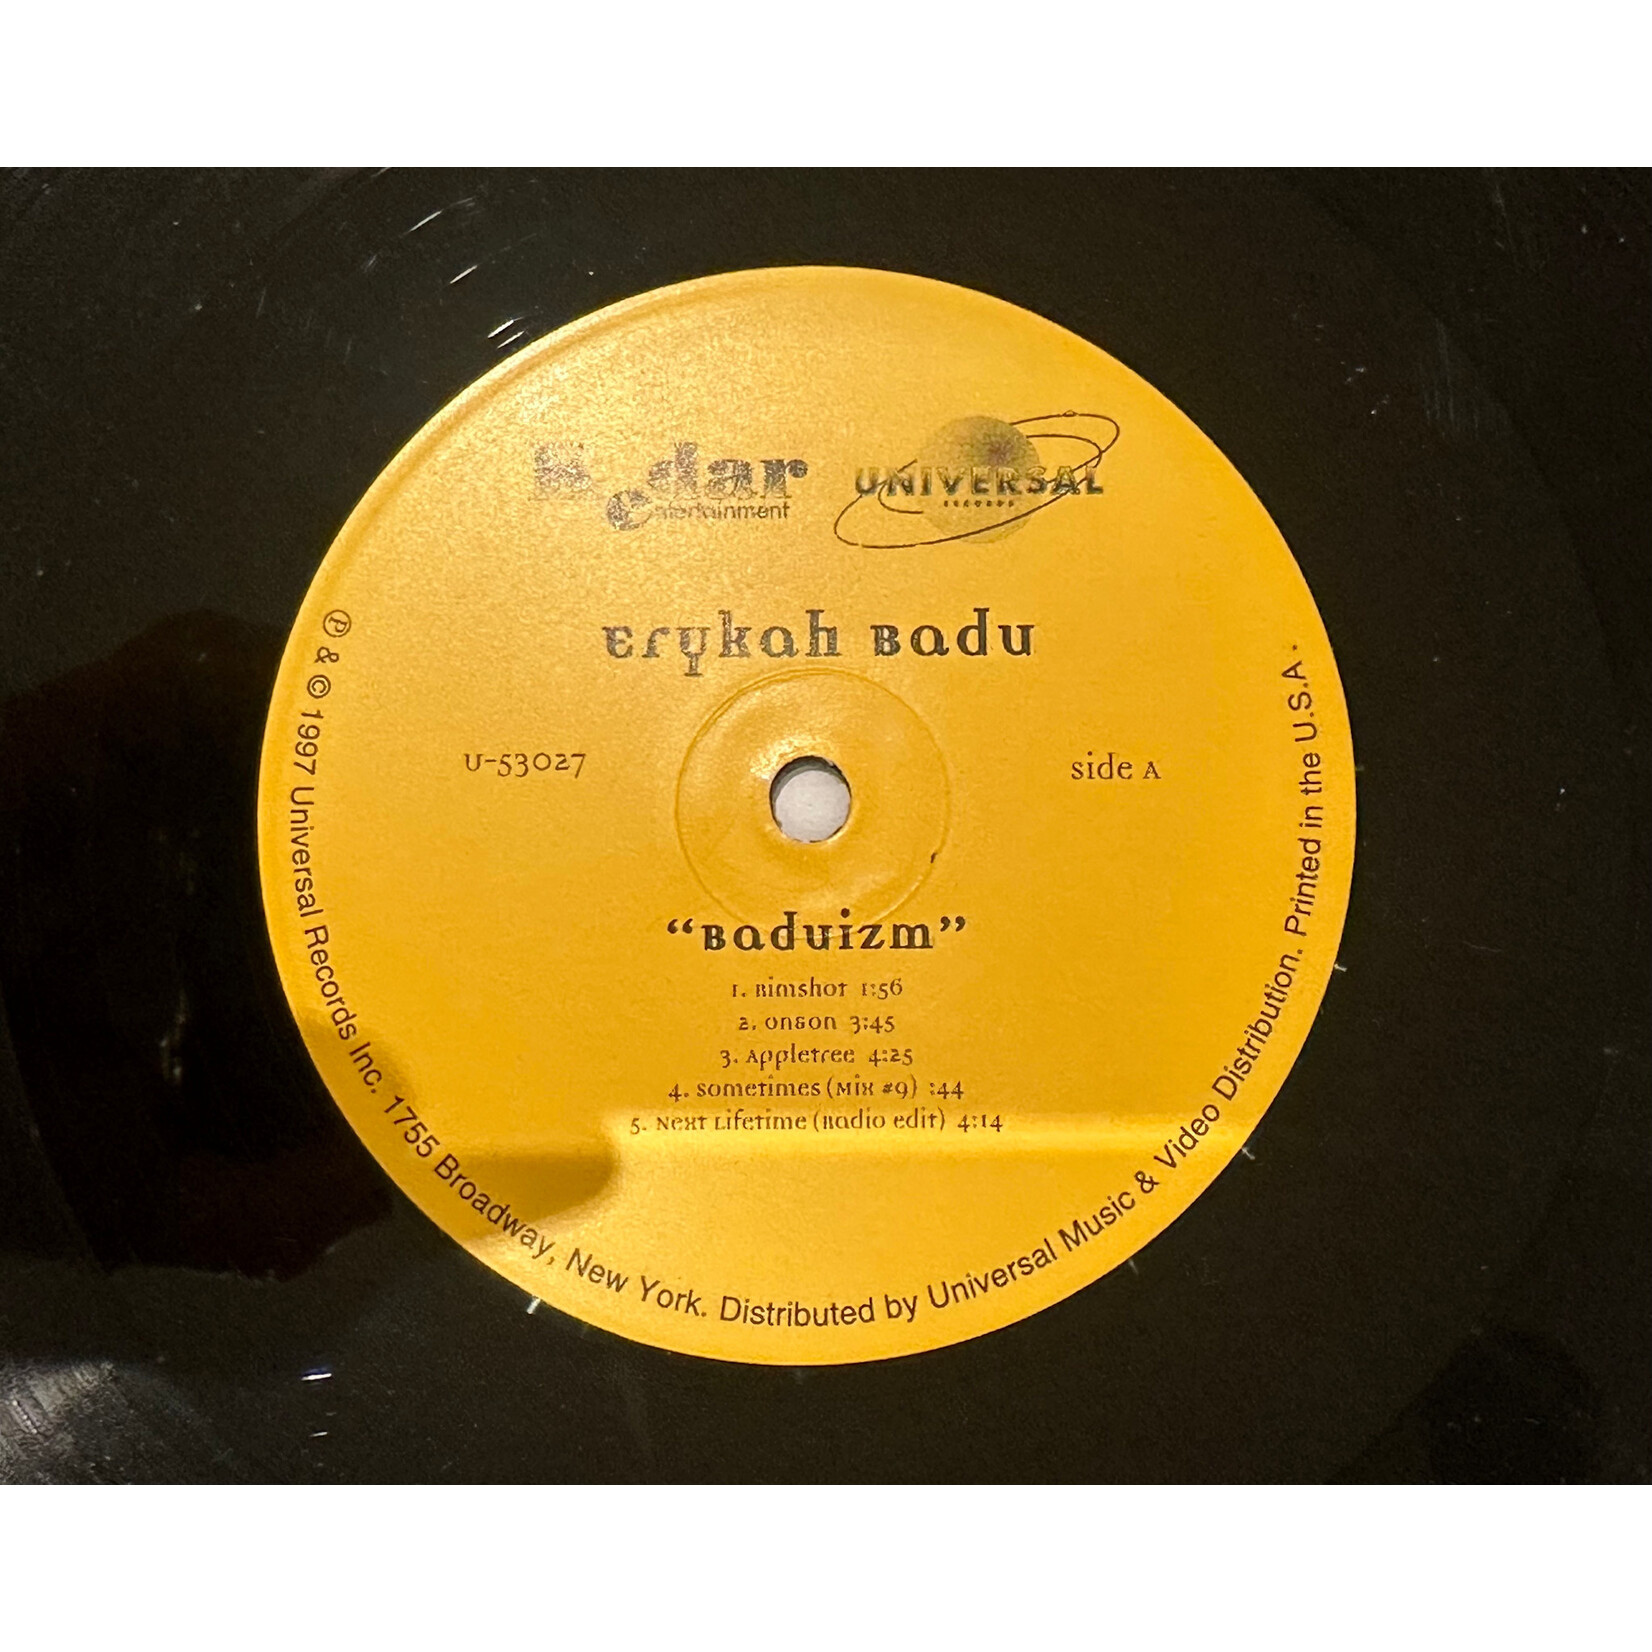 Kedar
entertainment
UNIVERSAL
RECORDS
Erykah Badu
U-53027
side A
“Baduizm”
1. Rimshot 1:56
2. On&On 3:45
3. Appletree 4:25
4. Sometimes (Mix #9) :44
5. Next Lifetime (Radio edit) 4:14
Ⓟ & © 1997 Universal Records Inc. 1755 Broadway, New York. Distributed by Universal Music & Video Distribution. Printed in the U.S.A.